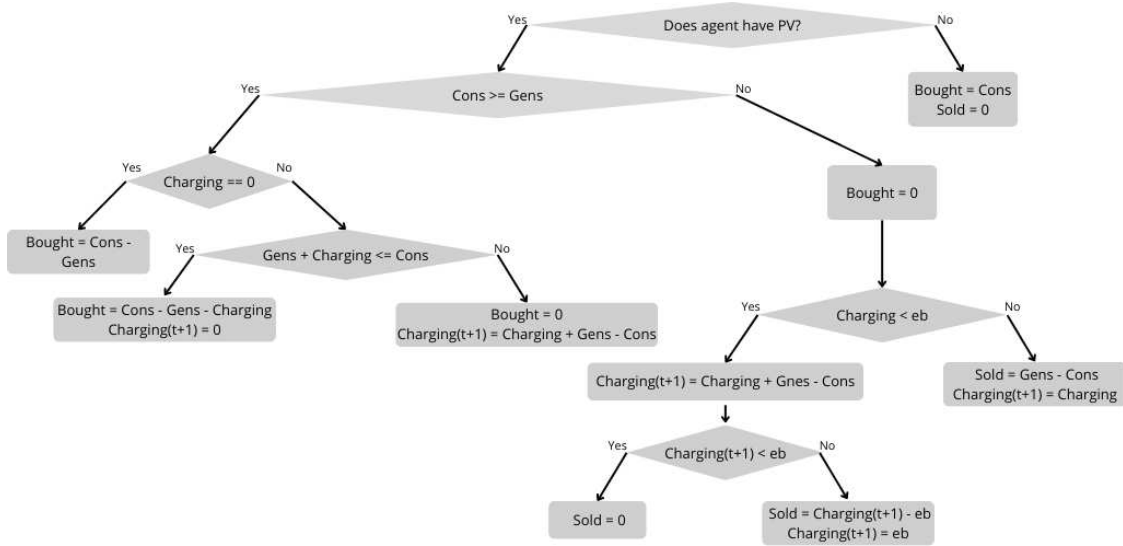 Does agent have PV?
Yes
No
Cons >= Gens
Bought = Cons
Sold = 0
Yes
No
Charging == 0
Yes
No
Bought = 0
Bought = Cons -
Gens
Gens + Charging <= Cons
Yes
No
Bought = Cons - Gens - Charging
Charging(t+1) = 0
Bought = 0
Charging(t+1) = Charging + Gens - Cons
Charging < eb
Yes
No
Charging(t+1) = Charging + Gnes - Cons
Sold = Gens - Cons
Charging(t+1) = Charging
Charging(t+1) < eb
Yes
No
Sold = 0
Sold = Charging(t+1) - eb
Charging(t+1) = eb